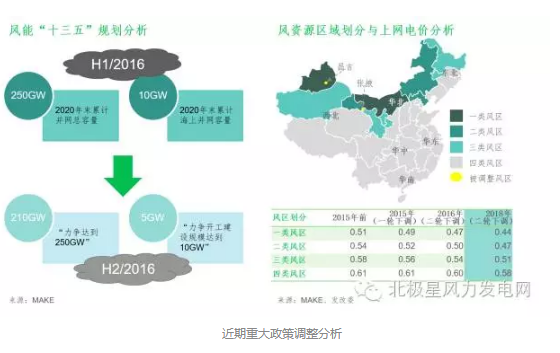 风能“十三五”规划分析
H1/2016
250GW
2020年末累计
并网总容量
10GW
2020年末累计
海上并网容量
210GW
“力争达到
250GW”
5GW
“力争开工建
设规模达到
10GW”
H2/2016
来源：MAKE
风资源区域划分与上网电价分析
昌吉
张掖
东北
华北
西北
华东
华中
华南
一类风区
二类风区
三类风区
四类风区
被调整风区
风区划分 2015年前 2015年（一轮下调） 2016年（二轮下调） 2018年（二轮下调）
一类风区 0.51 0.49 0.47 0.44
二类风区 0.54 0.52 0.50 0.47
三类风区 0.58 0.56 0.54 0.51
四类风区 0.61 0.61 0.60 0.58
来源：MAKE、发改委
北极星风力发电网
近期重大政策调整分析